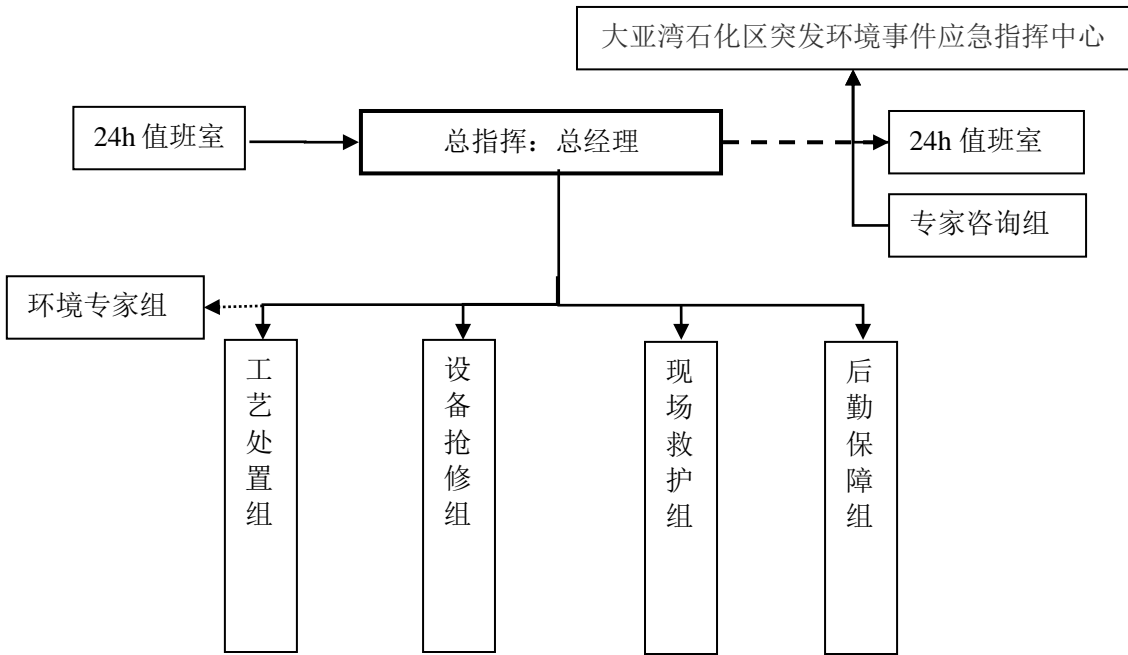 大亚湾石化区突发环境事件应急指挥中心
24h 值班室
总指挥：总经理
24h 值班室
专家咨询组
环境专家组
工艺处置组
设备抢修组
现场救护组
后勤保障组